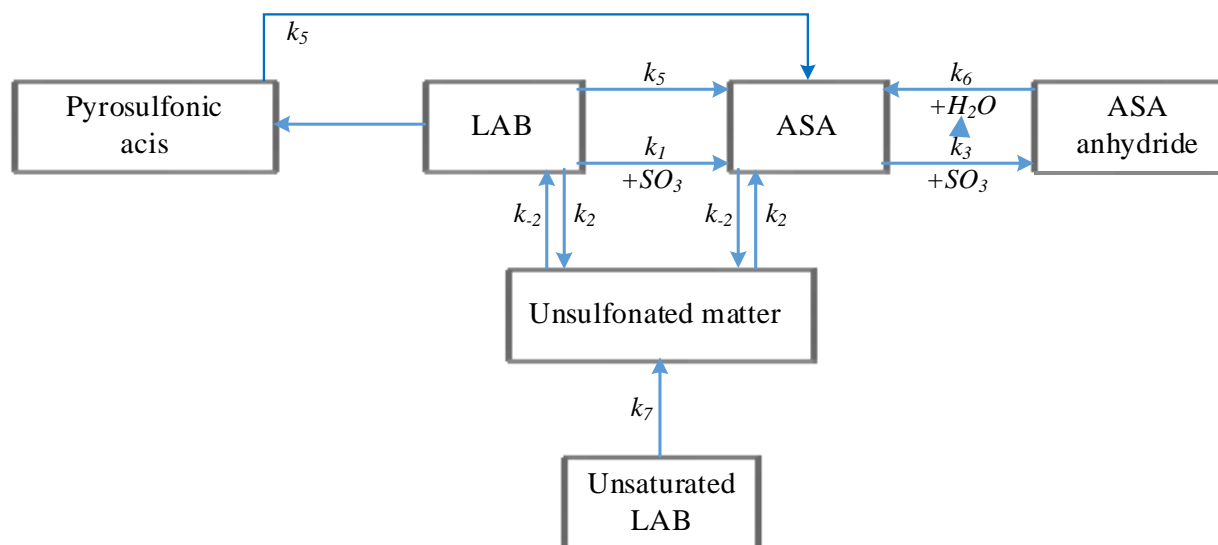 k5
Pyrosulfonic
acis
LAB
k5
k1
+SO3
ASA
k6
+H2O
k3
+SO3
ASA
anhydride
k-2
k2
k-2
k2
Unsulfonated matter
k7
Unsaturated
LAB